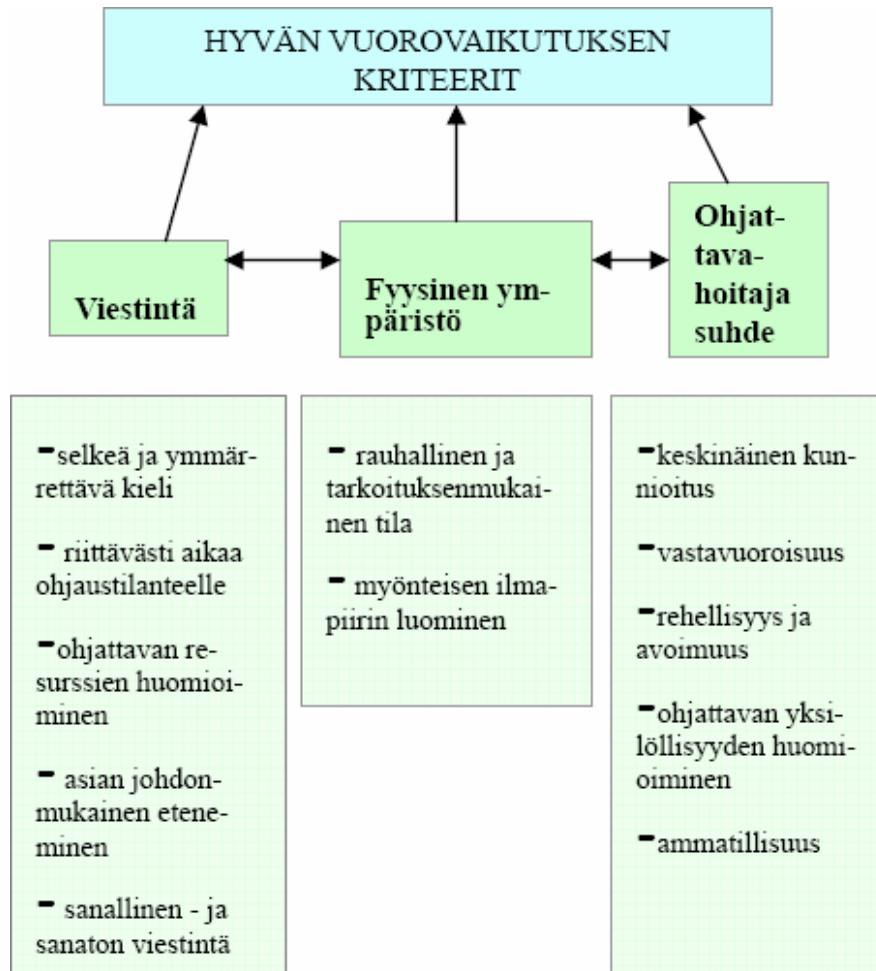 HYVÄN VUOROVAIKUTUKSEN
KRITEERIT
Viestintä
Fyysinen ym-
päristö
Ohjat-
tava-
hoitaja
suhde
-selkeä ja ymmär-
rettävä kieli
- riittävästi aikaa
ohjaustilanteelle
-ohjattavan re-
surssien huomioi-
minen
- asian johdon-
mukainen etene-
minen
- sanallinen - ja
sanaton viestintä
- rauhallinen ja
tarkoituksenmukai-
nen tila
- myönteisen ilma-
piirin luominen
-keskinäinen kun-
nioitus
-vastavuoroisuus
-rehellisyys ja
avoimuus
-ohjattavan yksi-
löllisyyden huomi-
oiminen
-ammatillisuus